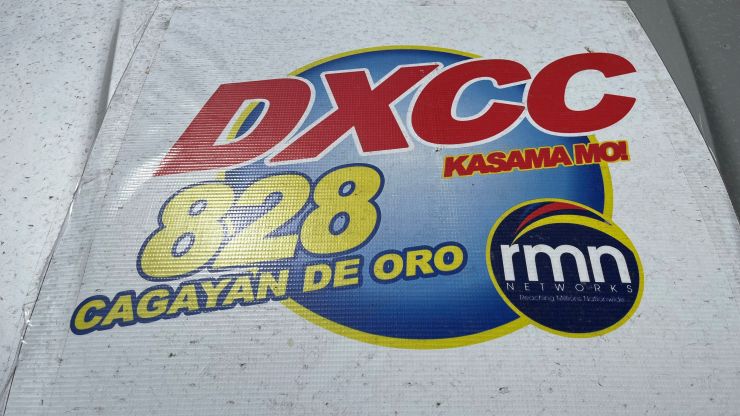 DXCC
KASAMA MO!
828
CAGAYAN DE ORO
rmn
NETWORKS
Reaching Millions Nationwide